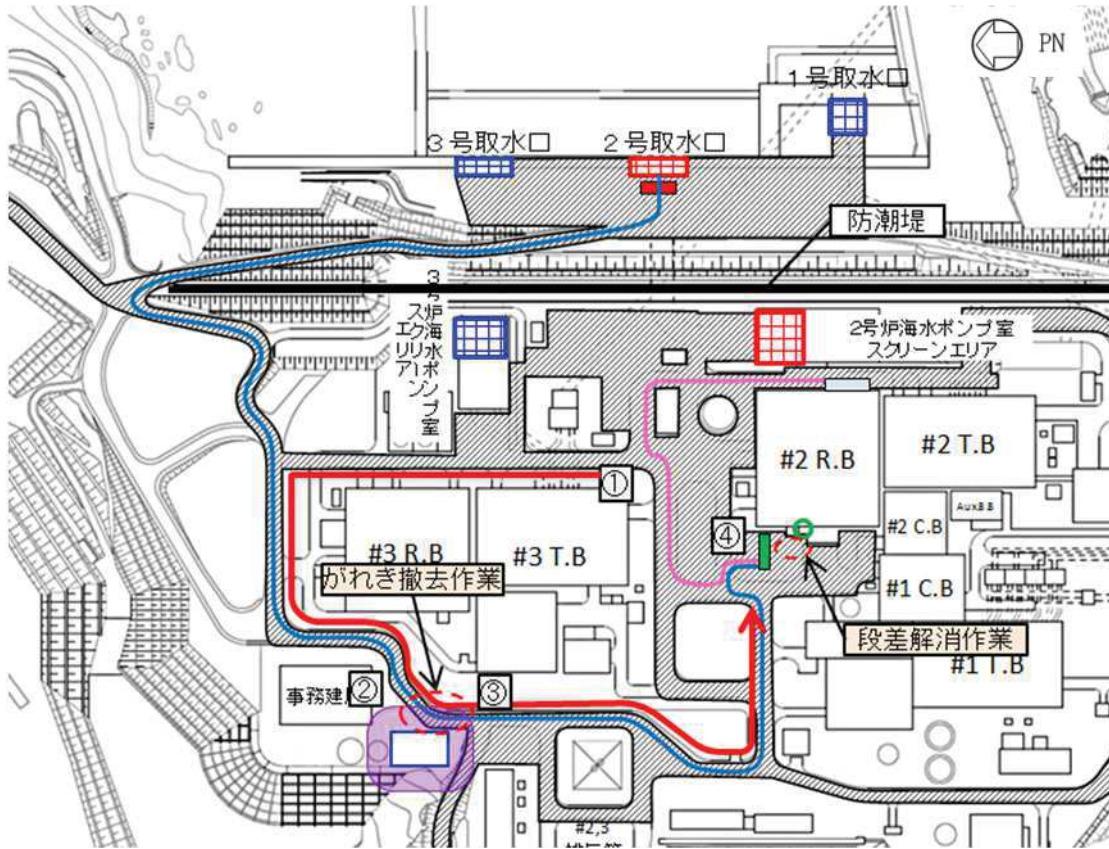 PN
1号取水口
3号取水口
2号取水口
防潮堤
3号炉海水ポンプ室
スクリーン
エリア
2号炉海水ポンプ室
スクリーンエリア
#2 R.B
#2 T.B
①
④
AuxB.B
#2 C.B
#3 R.B
#3 T.B
がれき撤去作業
#1 C.B
段差解消作業
#1 T.B
事務建
②
③
#2,3